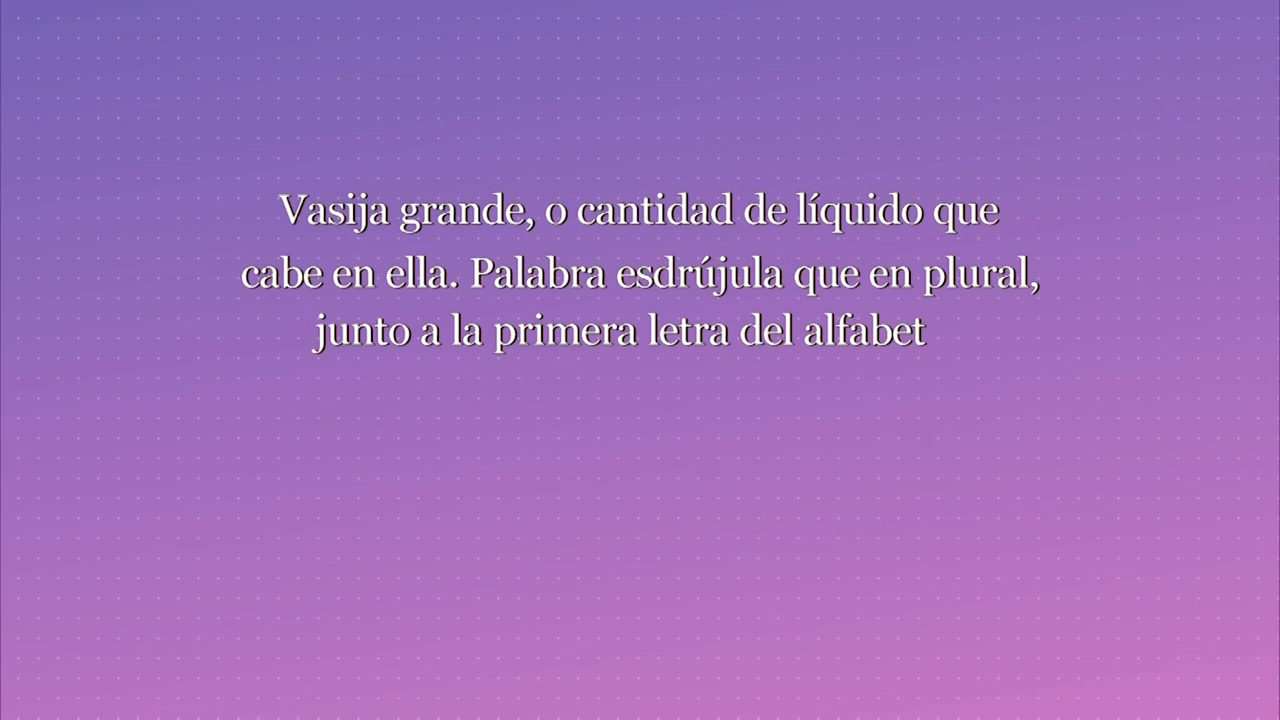 Vasija grande, o cantidad de líquido que
cabe en ella. Palabra esdrújula que en plural,
junto a la primera letra del alfabet